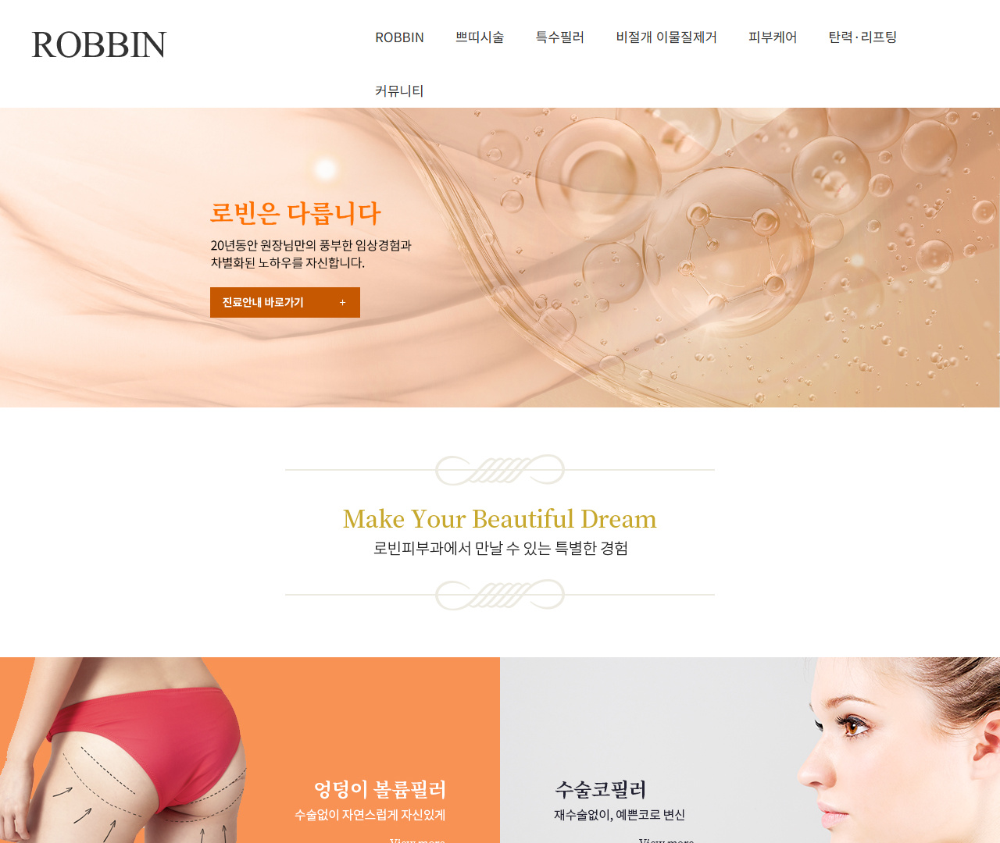 ROBBIN
ROBBIN 쁘띠시술 특수필러 비절개 이물질제거 피부케어 탄력·리프팅
커뮤니티
로빈은 다릅니다
20년동안 원장님만의 풍부한 임상경험과
차별화된 노하우를 자신합니다.
진료안내 바로가기 +
Make Your Beautiful Dream
로빈피부과에서 만날 수 있는 특별한 경험
엉덩이 볼륨필러
수술없이 자연스럽게 자신있게
View more
수술코필러
재수술없이, 예쁜코로 변신
View more